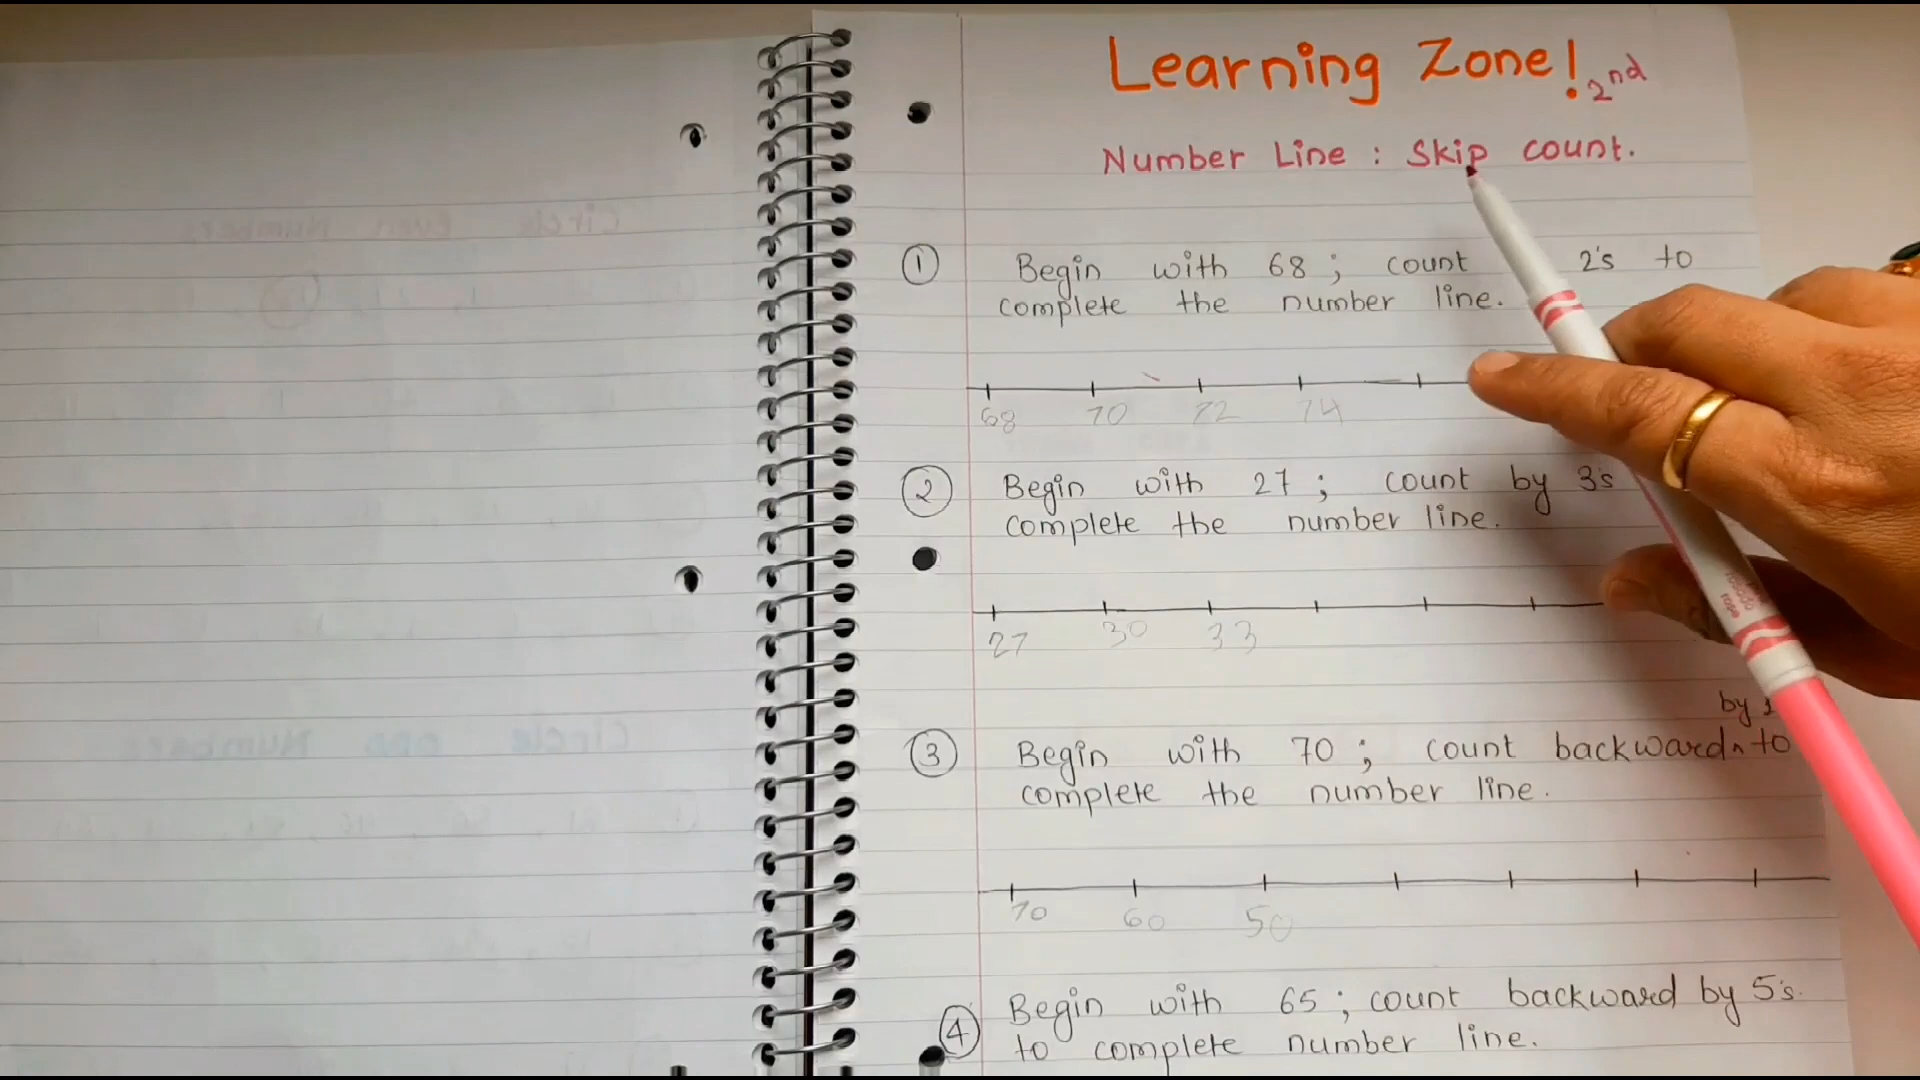 Learning Zone! 2nd
Number Line : Skip count.
① Begin with 68 ; count 2's to
complete the number line.
68 70 72 74
② Begin with 27 ; count by 3's
complete the number line.
27 30 33
by
③ Begin with 70 ; count backward ^ to
complete the number line.
70 60 50
④ Begin with 65 ; count backward by 5's.
to complete number line.